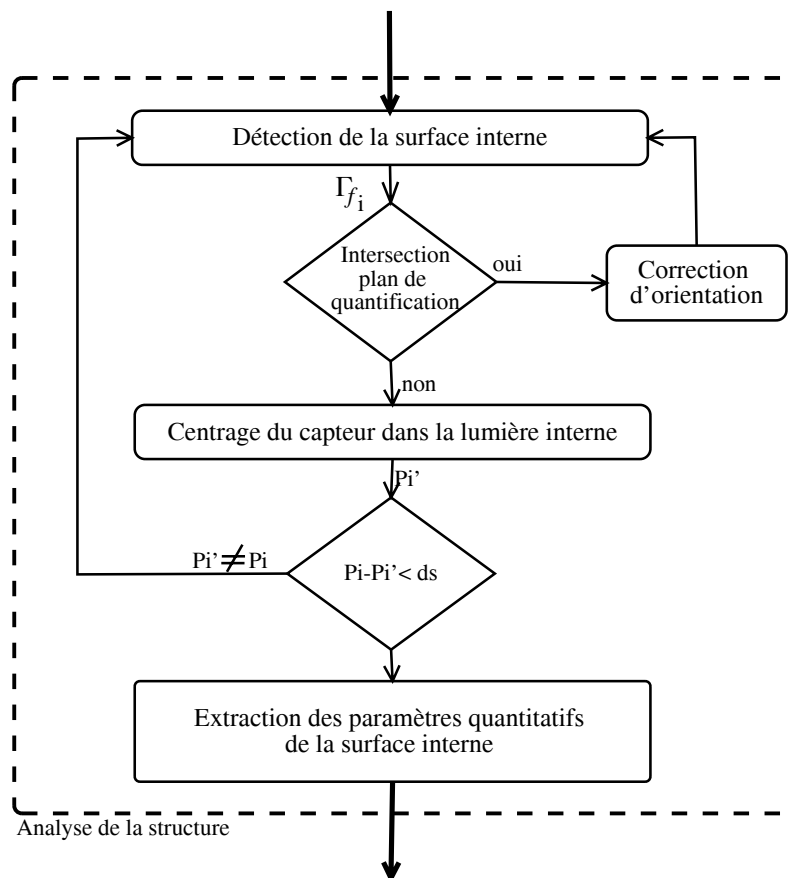 Détection de la surface interne
Γfi
Intersection
plan de
quantification
oui
Correction
d'orientation
non
Centrage du capteur dans la lumière interne
Pi'
Pi' ≠ Pi
Pi-Pi'< ds
Extraction des paramètres quantitatifs
de la surface interne
Analyse de la structure